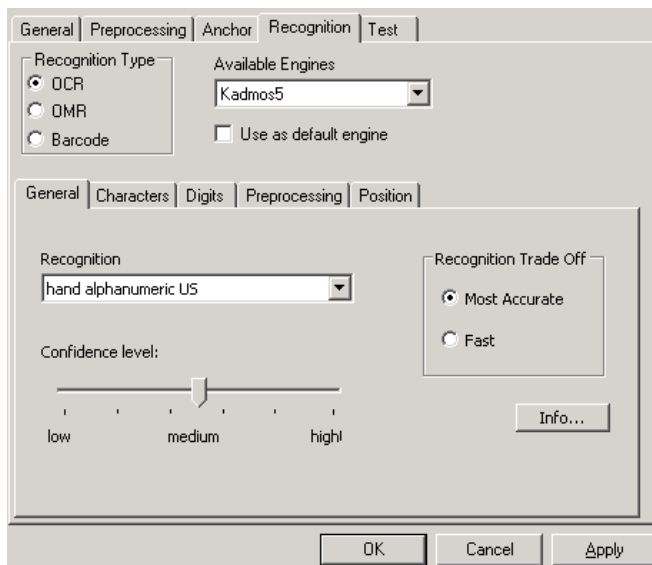 General Preprocessing Anchor Recognition Test
Recognition Type
OCR
OMR
Barcode
Available Engines
Kadmos5
Use as default engine
General Characters Digits Preprocessing Position
Recognition
hand alphanumeric US
Confidence level:
low medium high
Recognition Trade Off
Most Accurate
Fast
Info...
OK Cancel Apply